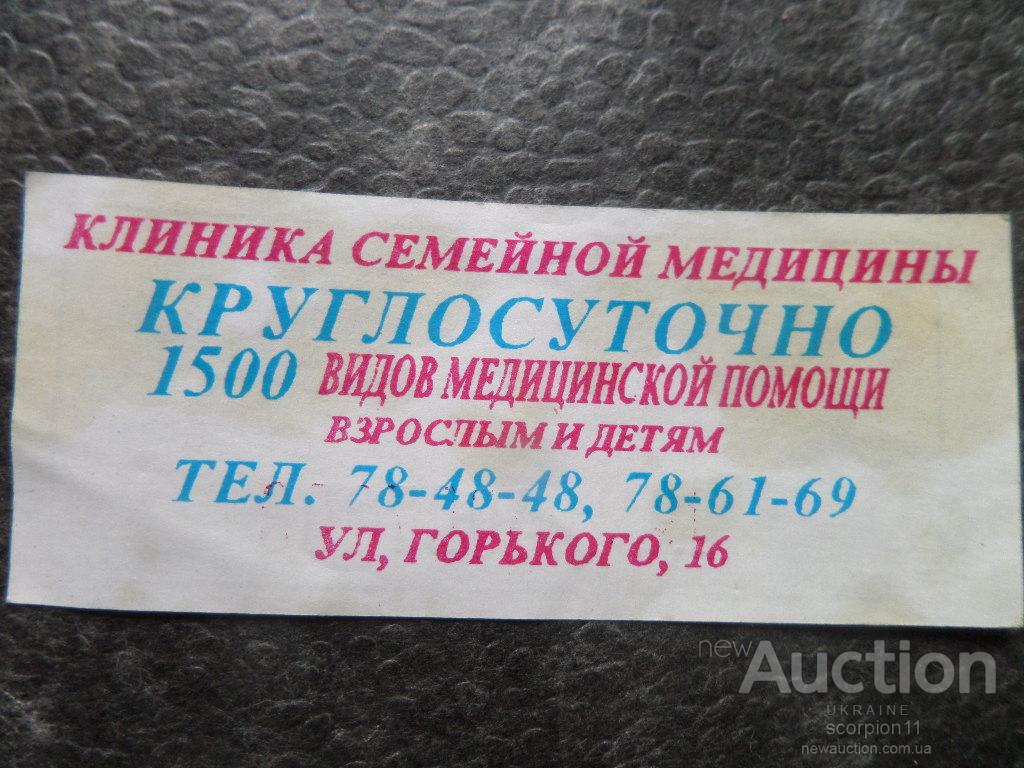 КЛИНИКА СЕМЕЙНОЙ МЕДИЦИНЫ
КРУГЛОСУТОЧНО
1500 ВИДОВ МЕДИЦИНСКОЙ ПОМОЩИ
ВЗРОСЛЫМ И ДЕТЯМ
ТЕЛ. 78-48-48, 78-61-69
УЛ, ГОРЬКОГО, 16
new Auction
UKRAINE
scorpion11
newauction.com.ua